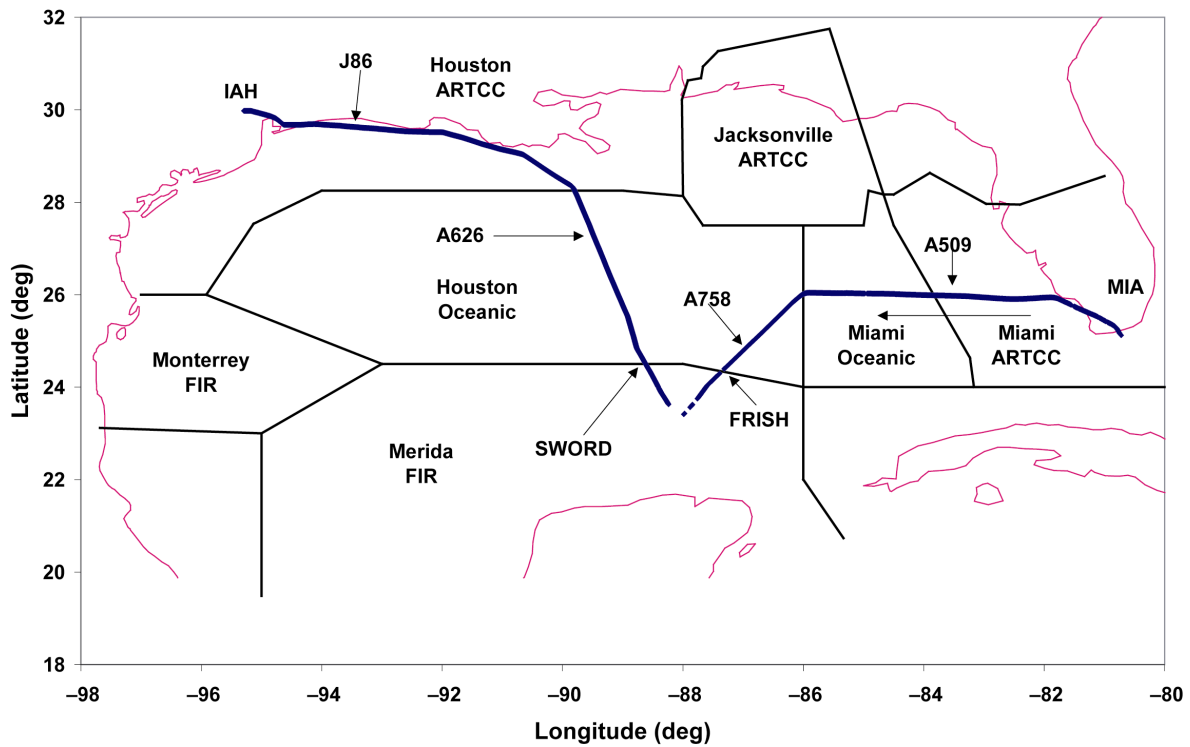 32
30
28
26
24
22
20
18
Latitude (deg)
J86
Houston
ARTCC
IAH
Jacksonville
ARTCC
A626
A509
Houston
Oceanic
A758
MIA
Miami
Oceanic
Miami
ARTCC
Monterrey
FIR
FRISH
Merida
FIR
SWORD
–98
–96
–94
–92
–90
–88
–86
–84
–82
–80
Longitude (deg)